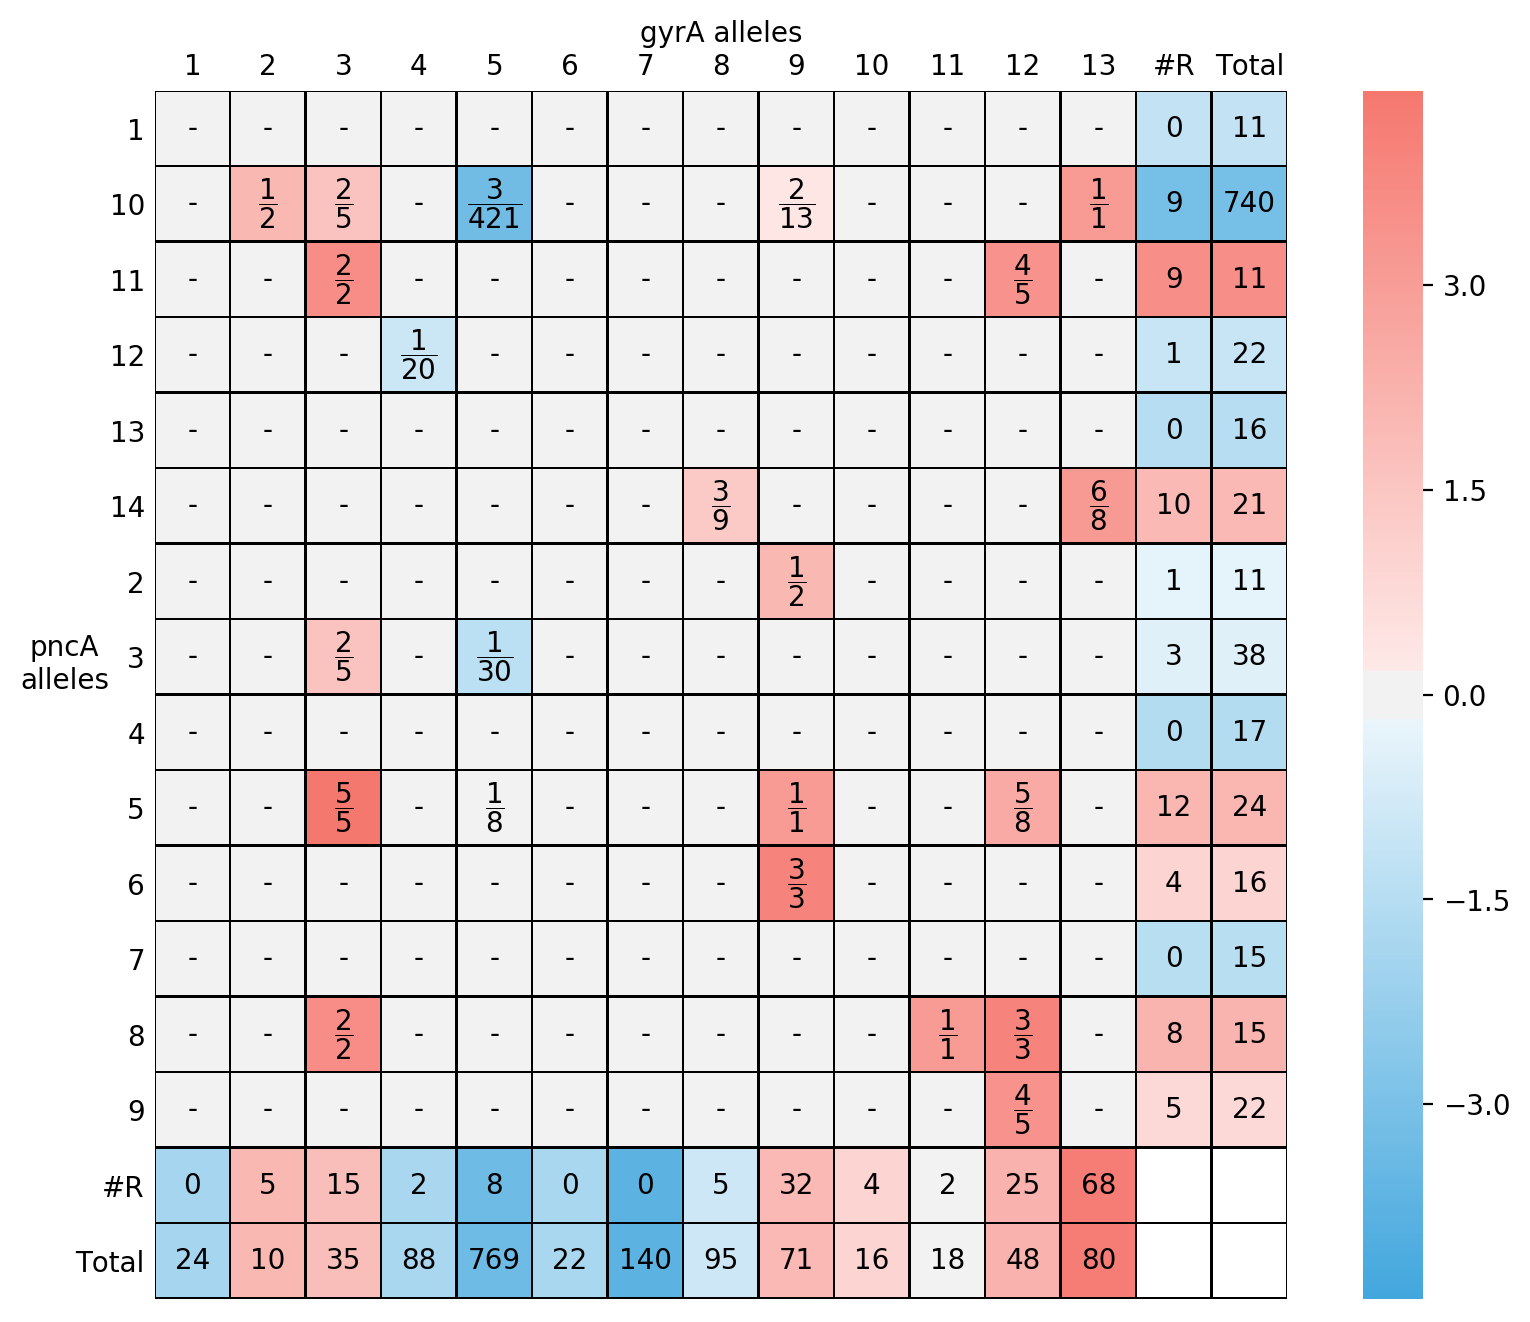 gyrA alleles
1 2 3 4 5 6 7 8 9 10 11 12 13 #R Total
1 - - - - - - - - - - - - - 0 11
10 - 1/2 2/5 - 3/421 - - - 2/13 - - - 1/1 9 740
11 - - 2/2 - - - - - - - - 4/5 - 9 11
12 - - - 1/20 - - - - - - - - - 1 22
13 - - - - - - - - - - - - - 0 16
14 - - - - - - - 3/9 - - - - 6/8 10 21
2 - - - - - - - - 1/2 - - - - 1 11
pncA
alleles
3 - - 2/5 - 1/30 - - - - - - - - 3 38
4 - - - - - - - - - - - - - 0 17
5 - - 5/5 - 1/8 - - - 1/1 - - 5/8 - 12 24
6 - - - - - - - - 3/3 - - - - 4 16
7 - - - - - - - - - - - - - 0 15
8 - - 2/2 - - - - - - - 1/1 3/3 - 8 15
9 - - - - - - - - - - - 4/5 - 5 22
#R 0 5 15 2 8 0 0 5 32 4 2 25 68
Total 24 10 35 88 769 22 140 95 71 16 18 48 80
3.0
1.5
0.0
−1.5
−3.0